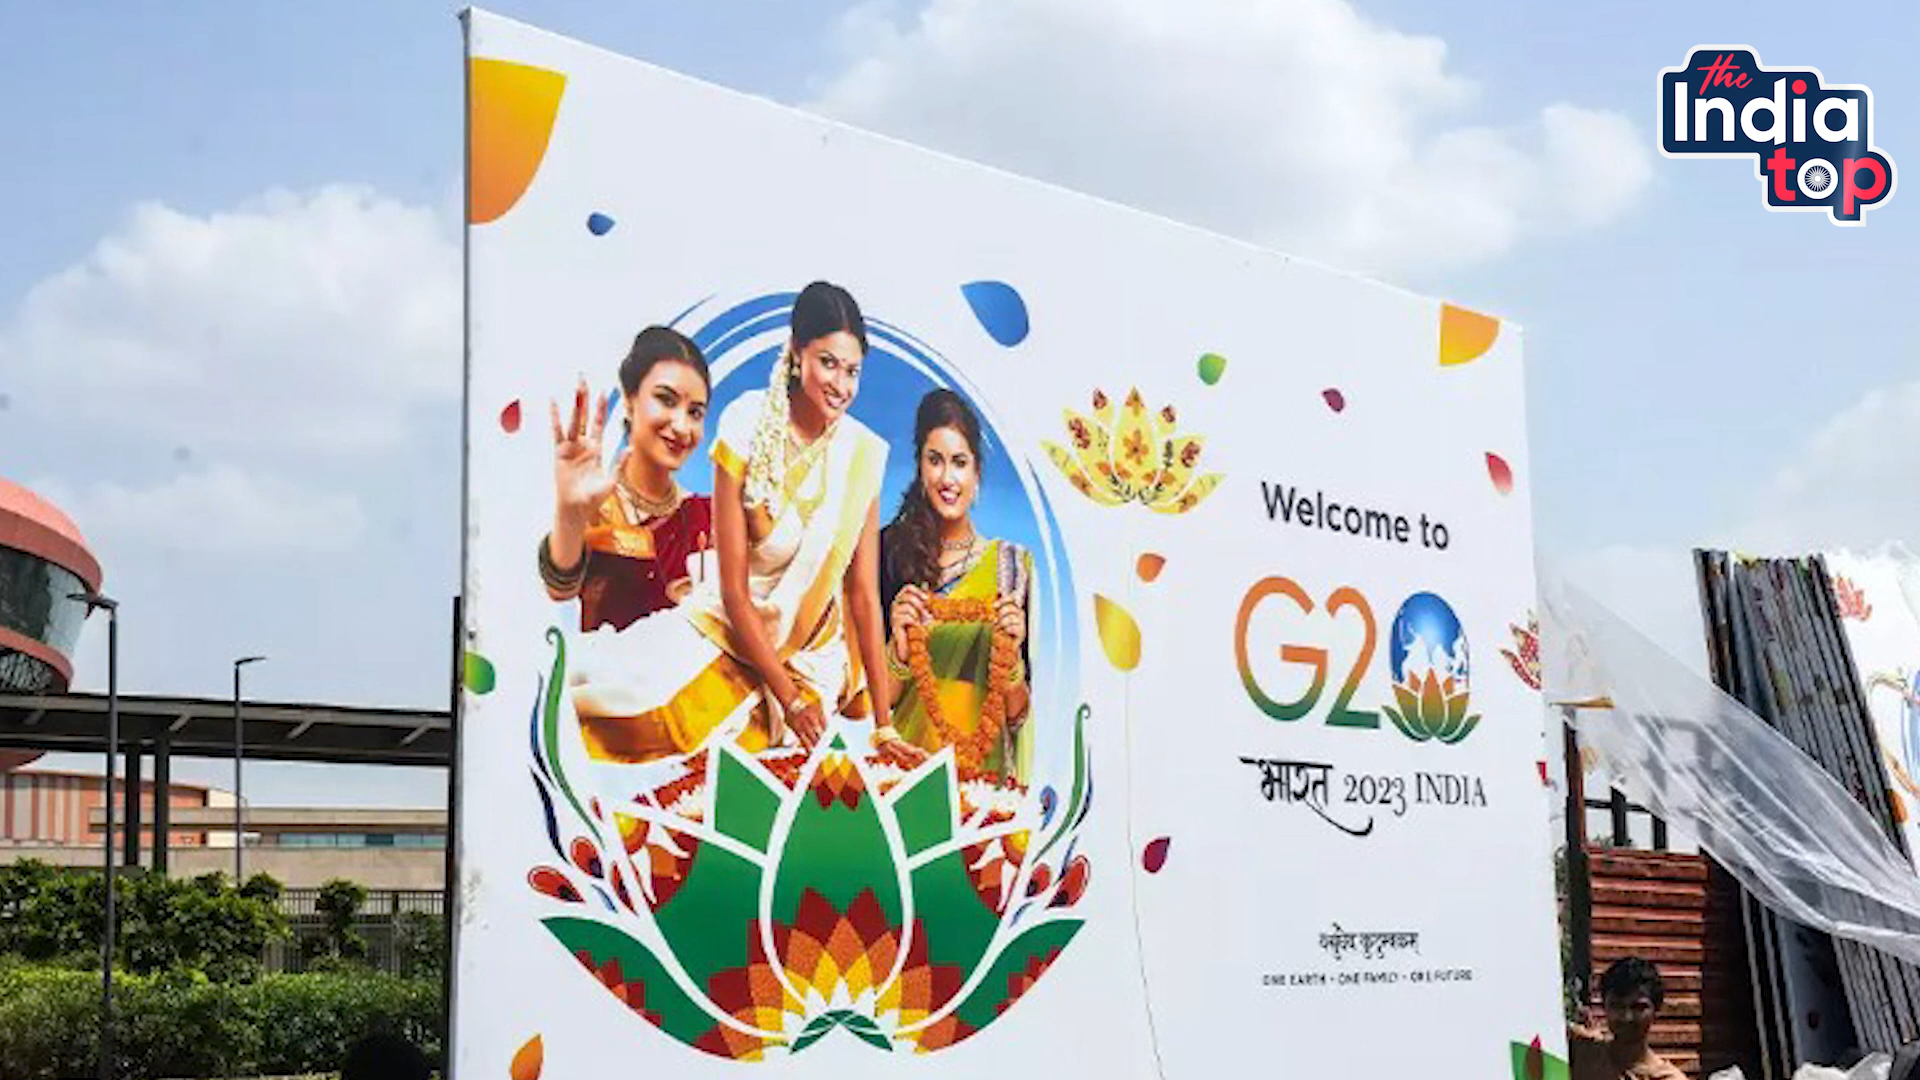 the
India
top
Welcome to
G20
भारत 2023 INDIA
वसुधैव कुटुम्बकम्
ONE EARTH • ONE FAMILY • ONE FUTURE